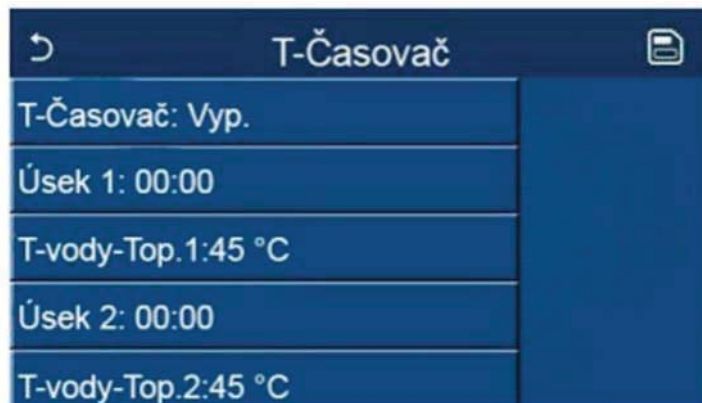 T-Časovač
T-Časovač: Vyp.
Úsek 1: 00:00
T-vody-Top.1:45 °C
Úsek 2: 00:00
T-vody-Top.2:45 °C